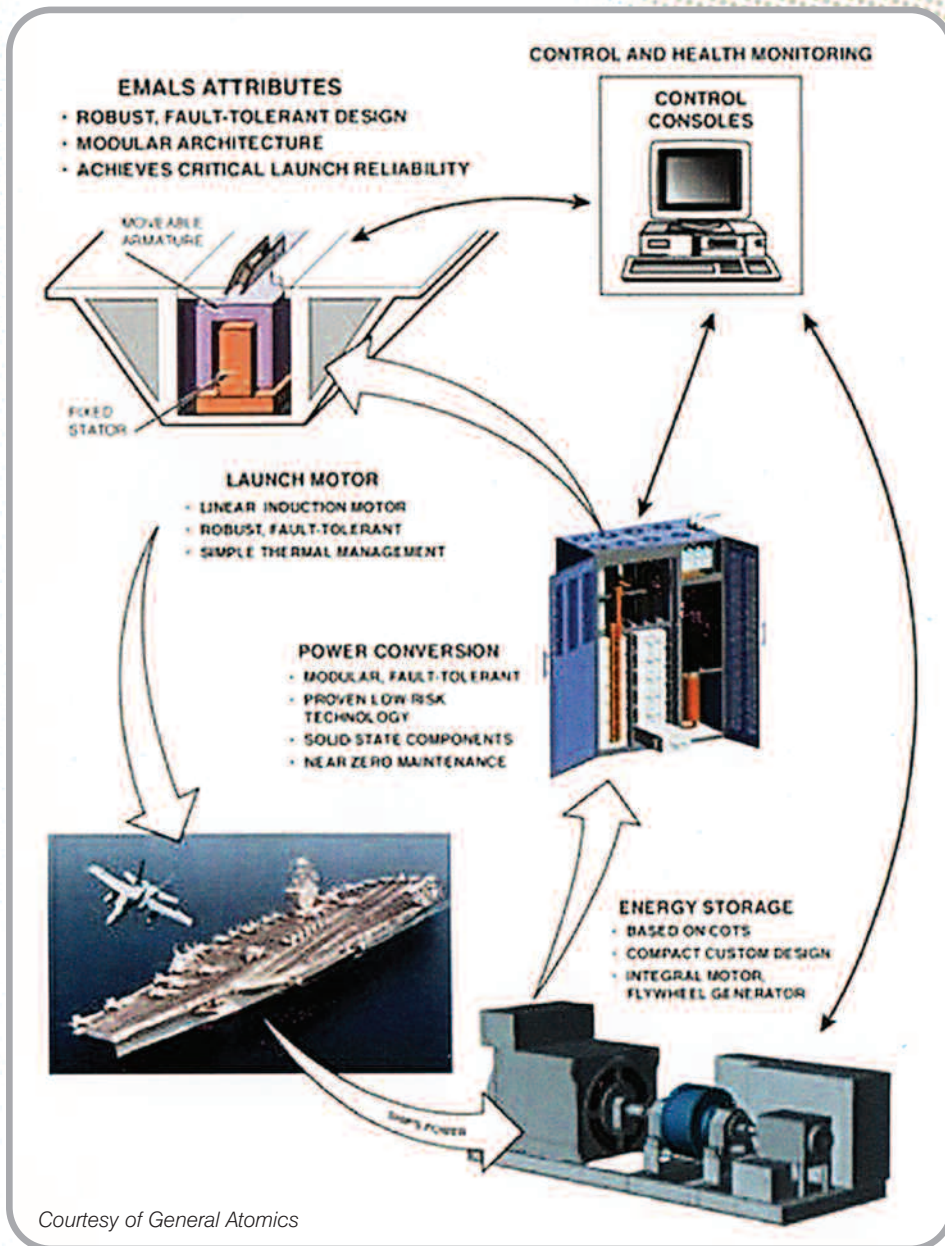 CONTROL AND HEALTH MONITORING
CONTROL
CONSOLES
EMALS ATTRIBUTES
• ROBUST, FAULT-TOLERANT DESIGN
• MODULAR ARCHITECTURE
• ACHIEVES CRITICAL LAUNCH RELIABILITY
MOVEABLE
ARMATURE
FIXED
STATOR
LAUNCH MOTOR
• LINEAR INDUCTION MOTOR
• ROBUST, FAULT-TOLERANT
• SIMPLE THERMAL MANAGEMENT
POWER CONVERSION
• MODULAR, FAULT-TOLERANT
• PROVEN LOW RISK
TECHNOLOGY
• SOLID STATE COMPONENTS
• NEAR ZERO MAINTENANCE
ENERGY STORAGE
• BASED ON COTS
• COMPACT CUSTOM DESIGN
• INTEGRAL MOTOR,
FLYWHEEL GENERATOR
SHIP'S POWER
Courtesy of General Atomics